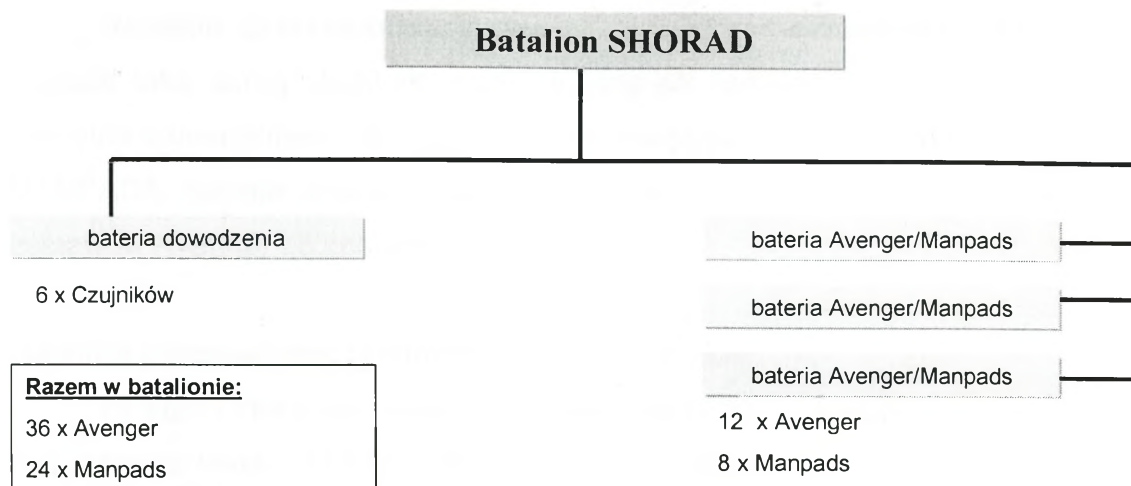 Batalion SHORAD
bateria dowodzenia
6 x Czujników
Razem w batalionie:
36 x Avenger
24 x Manpads
bateria Avenger/Manpads
bateria Avenger/Manpads
bateria Avenger/Manpads
12 x Avenger
8 x Manpads